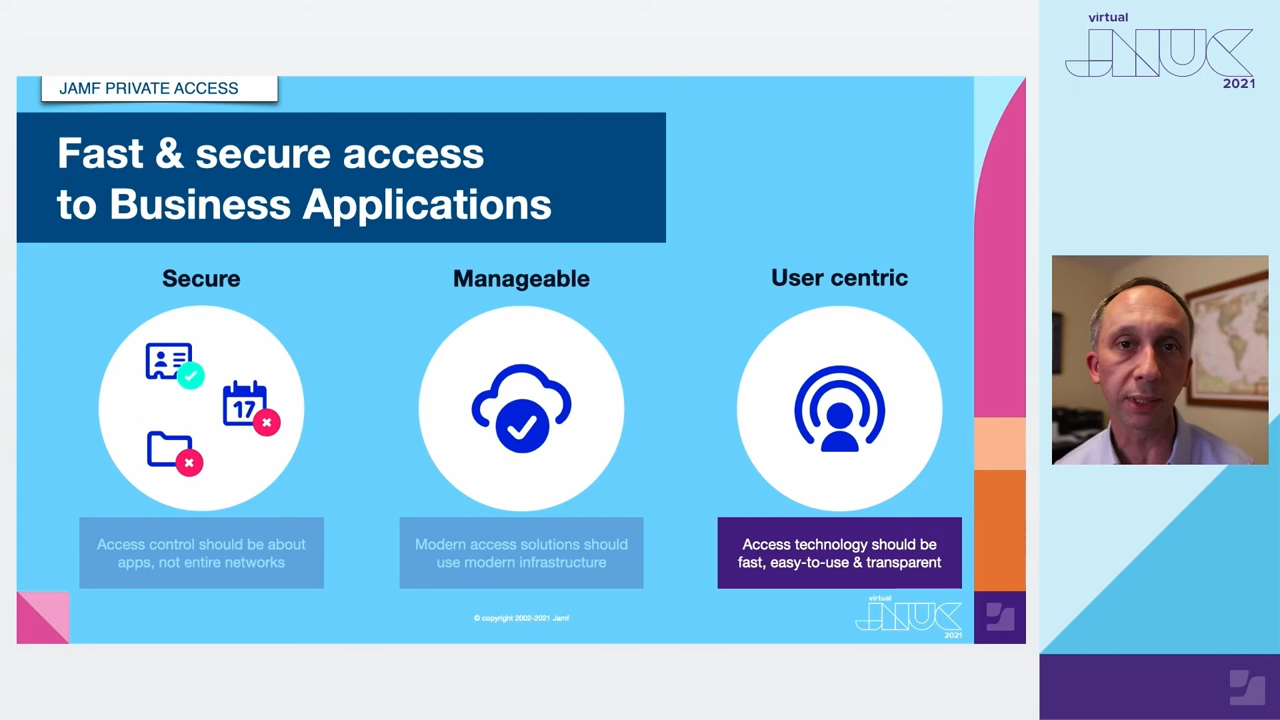 JAMF PRIVATE ACCESS
Fast & secure access
to Business Applications
Secure
Manageable
User centric
17
Access control should be about
apps, not entire networks
Modern access solutions should
use modern infrastructure
Access technology should be
fast, easy-to-use & transparent
© copyright 2002-2021 Jamf
virtual
JNUC
2021
virtual
JNUC
2021